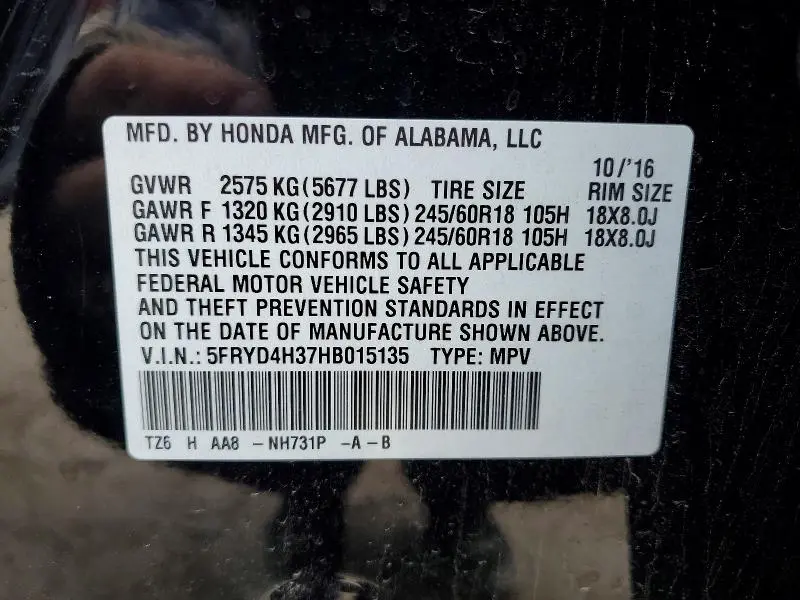 MFD. BY HONDA MFG. OF ALABAMA, LLC
10/'16
GVWR 2575 KG (5677 LBS) TIRE SIZE RIM SIZE
GAWR F 1320 KG (2910 LBS) 245/60R18 105H 18X8.0J
GAWR R 1345 KG (2965 LBS) 245/60R18 105H 18X8.0J
THIS VEHICLE CONFORMS TO ALL APPLICABLE
FEDERAL MOTOR VEHICLE SAFETY
AND THEFT PREVENTION STANDARDS IN EFFECT
ON THE DATE OF MANUFACTURE SHOWN ABOVE.
V.I.N.: 5FRYD4H37HB015135 TYPE: MPV
TZ6 H AA8 -NH731P -A-B